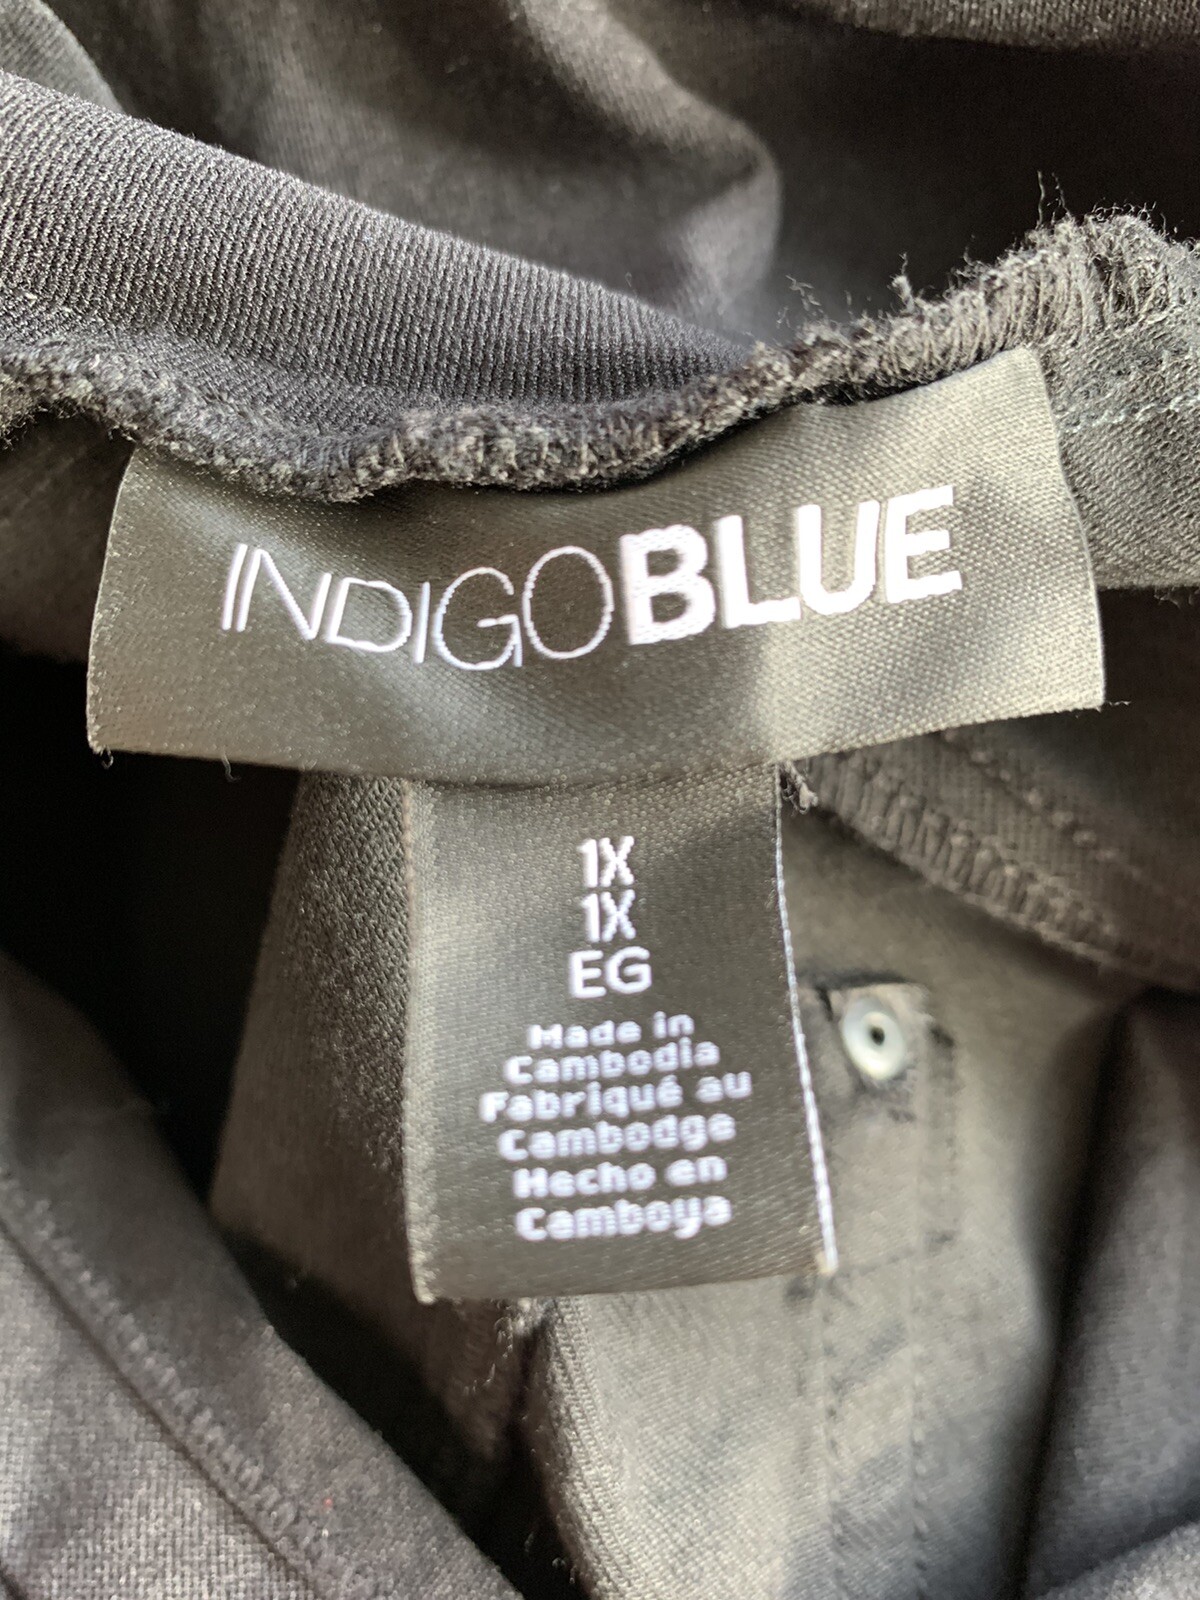 INDIGOBLUE
1X
1X
EG
Made in
Cambodia
Fabriqué au
Cambodge
Hecho en
Camboya